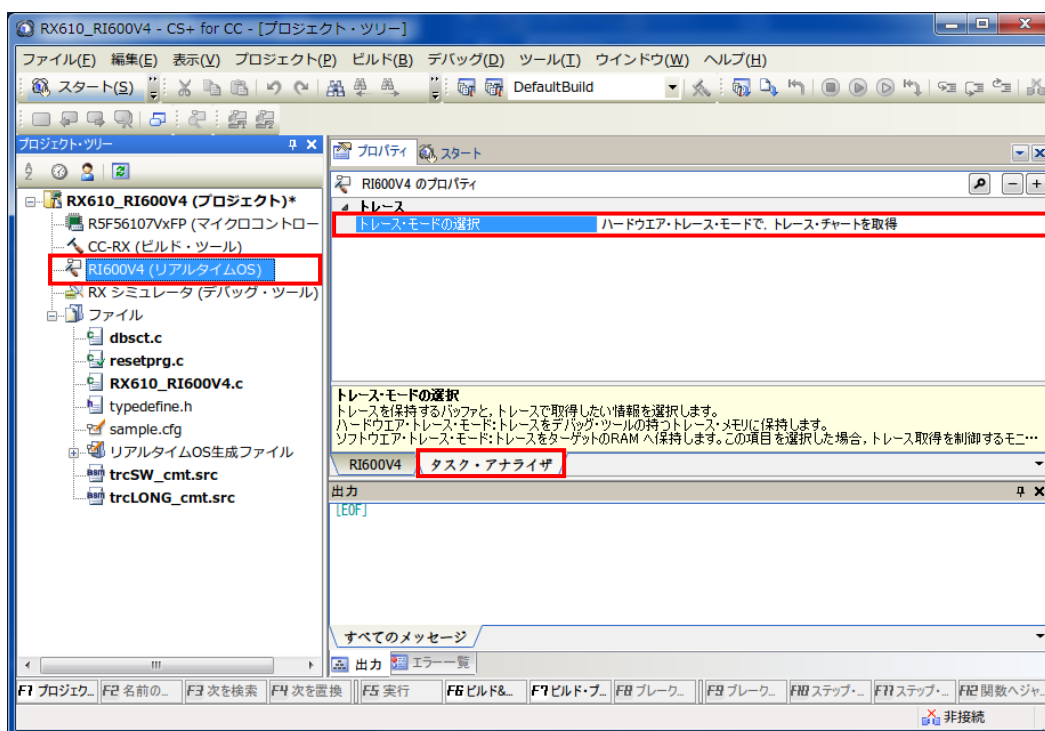 RX610_RI600V4 - CS+ for CC - [プロジェクト・ツリー]
ファイル(F) 編集(E) 表示(V) プロジェクト(P) ビルド(B) デバッグ(D) ツール(T) ウインドウ(W) ヘルプ(H)
スタート(S) DefaultBuild
プロジェクト・ツリー
RX610_RI600V4 (プロジェクト)*
R5F56107VxFP (マイクロコントロー
CC-RX (ビルド・ツール)
RI600V4 (リアルタイムOS)
RX シミュレータ (デバッグ・ツール)
ファイル
dbsct.c
resetprg.c
RX610_RI600V4.c
typedefine.h
sample.cfg
リアルタイムOS生成ファイル
trcSW_cmt.src
trcLONG_cmt.src
プロパティ スタート
RI600V4 のプロパティ
トレース
トレース・モードの選択 ハードウエア・トレース・モードで, トレース・チャートを取得
トレース・モードの選択
トレースを保持するバッファと, トレースで取得したい情報を選択します。
ハードウエア・トレース・モード:トレースをデバッグ・ツールの持つトレース・メモリに保持します。
ソフトウエア・トレース・モード:トレースをターゲットのRAM へ保持します。この項目を選択した場合, トレース取得を制御するモニ…
RI600V4 タスク・アナライザ
出力
[EOF]
すべてのメッセージ
出力 エラー一覧
F1 プロジェク... F2 名前の... F3 次を検索 F4 次を置換 F5 実行 F6 ビルド&... F7 ビルド・プ... F8 ブレーク... F9 ブレーク... F10 ステップ・... F11 ステップ・... F12 関数へジャ...
非接続